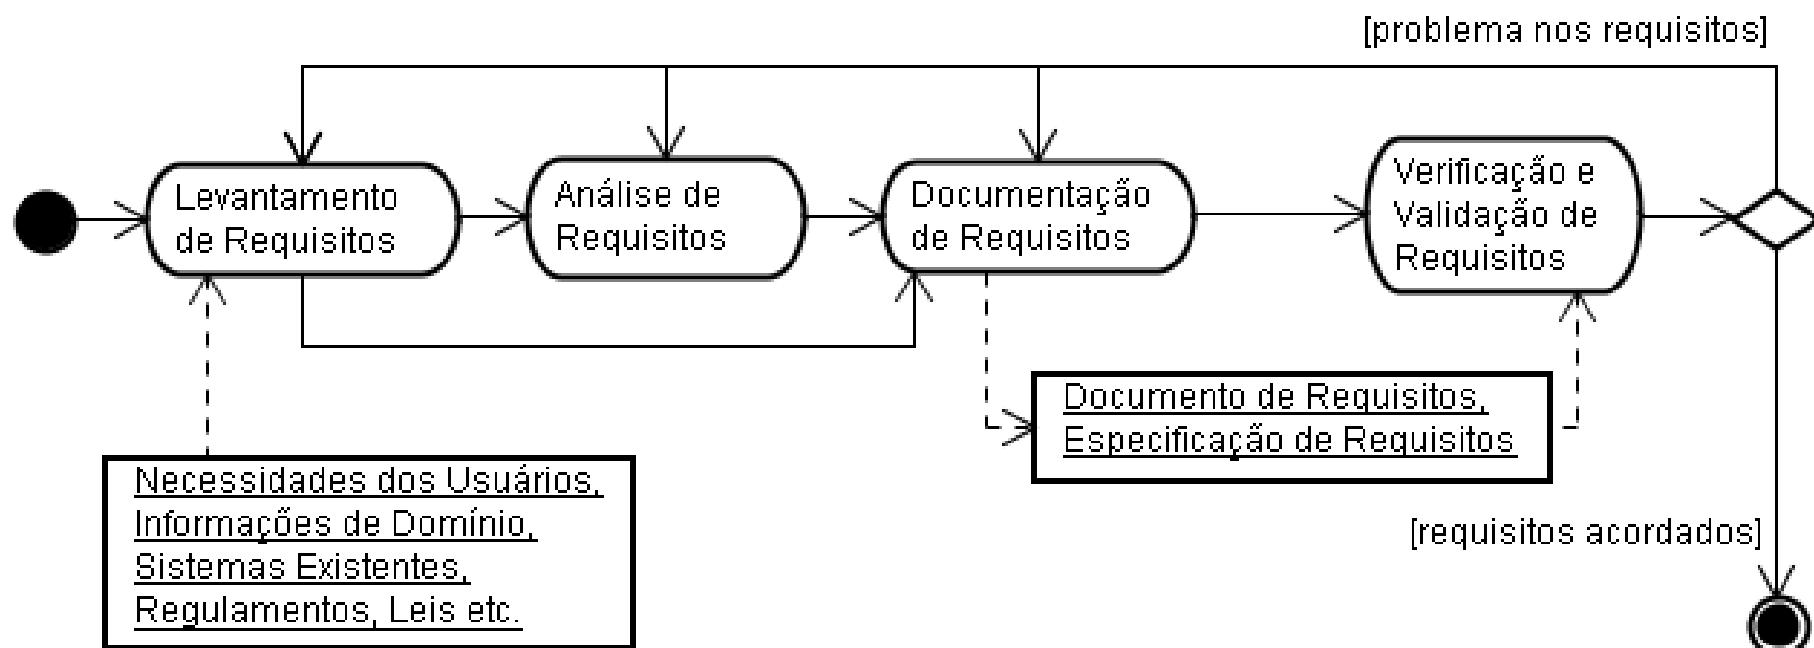 [problema nos requisitos]
Levantamento
de Requisitos
Análise de
Requisitos
Documentação
de Requisitos
Verificação e
Validação de
Requisitos
Documento de Requisitos,
Especificação de Requisitos
Necessidades dos Usuários,
Informações de Domínio,
Sistemas Existentes,
Regulamentos, Leis etc.
[requisitos acordados]